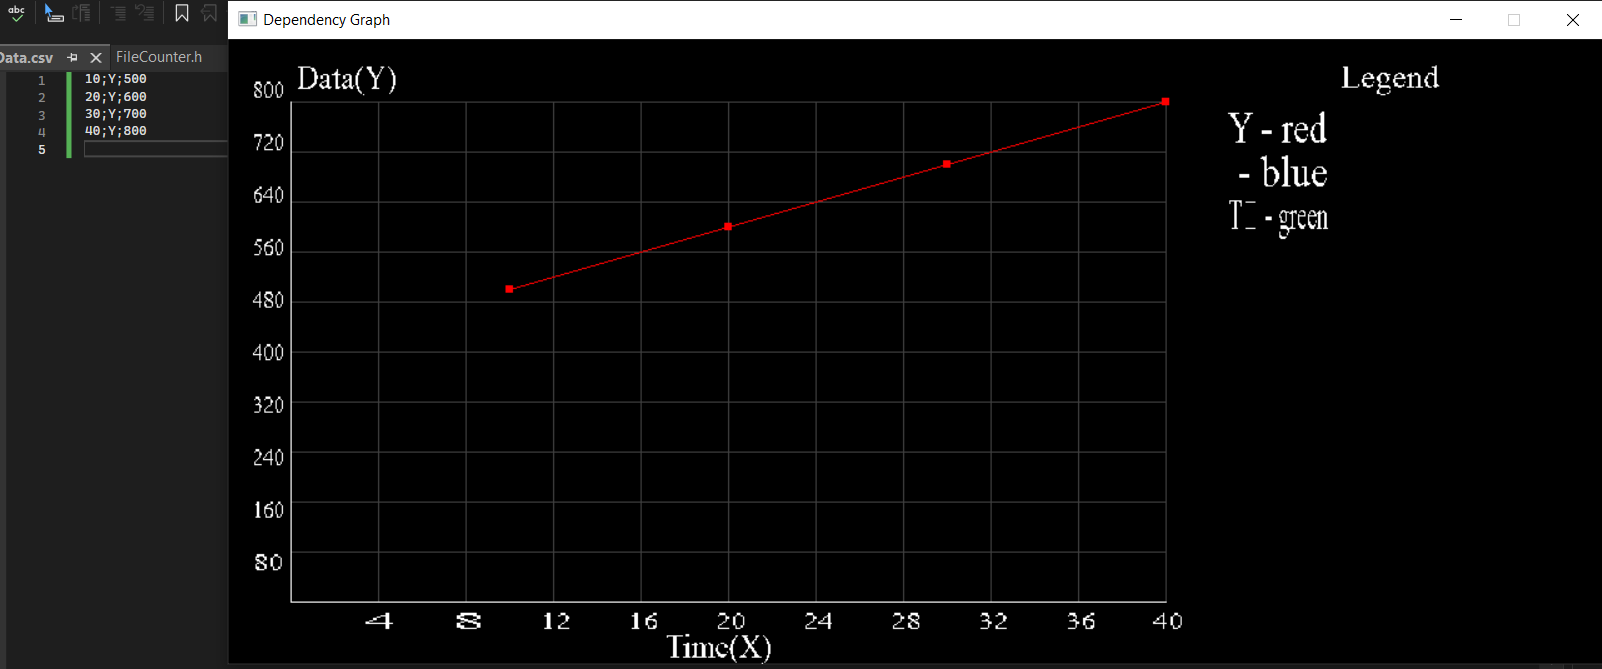 abc
Dependency Graph
Data.csv
FileCounter.h
1 10;Y;500
2 20;Y;600
3 30;Y;700
4 40;Y;800
5
Data(Y)
800
720
640
560
480
400
320
240
160
80
4 8 12 16 20 24 28 32 36 40
Time(X)
Legend
Y - red
- blue
T - green